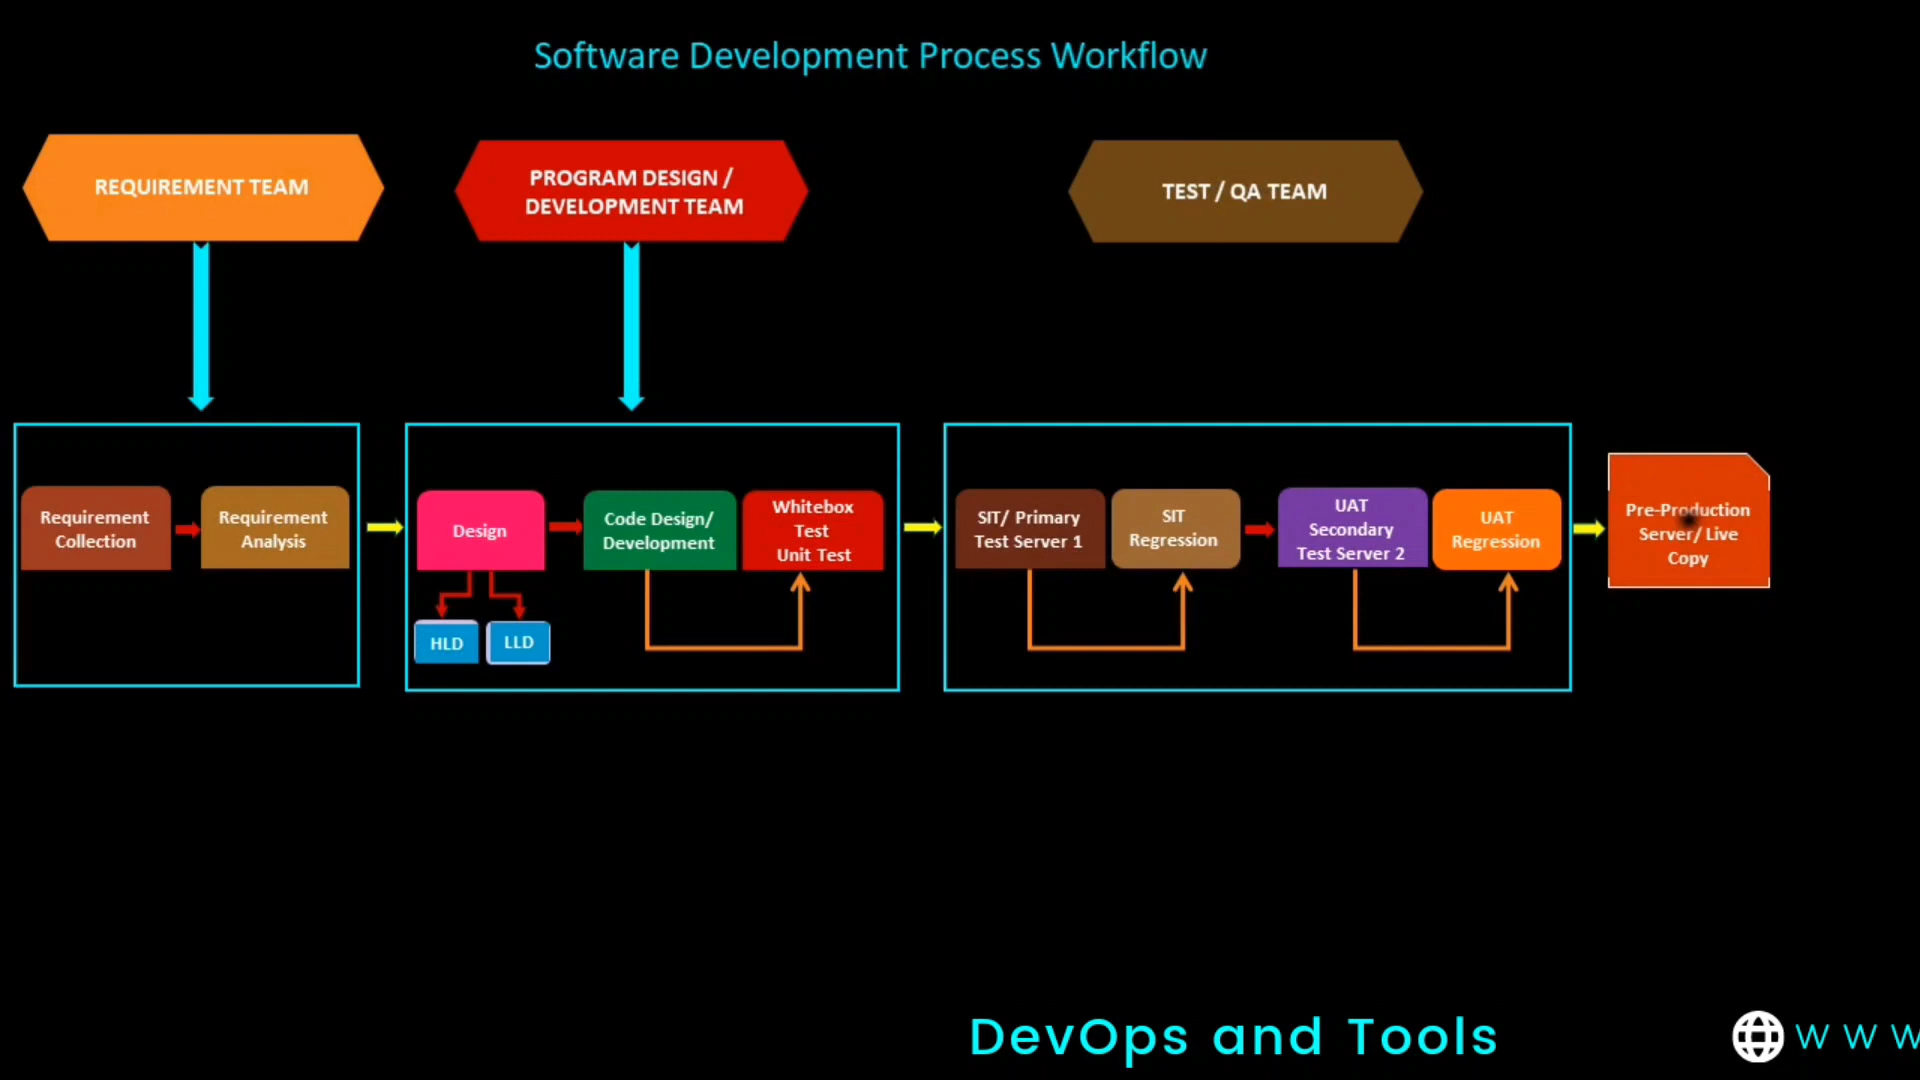 Software Development Process Workflow
REQUIREMENT TEAM
PROGRAM DESIGN /
DEVELOPMENT TEAM
TEST / QA TEAM
Requirement
Collection
Requirement
Analysis
Design
HLD
LLD
Code Design/
Development
Whitebox
Test
Unit Test
SIT/ Primary
Test Server 1
SIT
Regression
UAT
Secondary
Test Server 2
UAT
Regression
Pre-Production
Server/ Live
Copy
DevOps and Tools
WWW